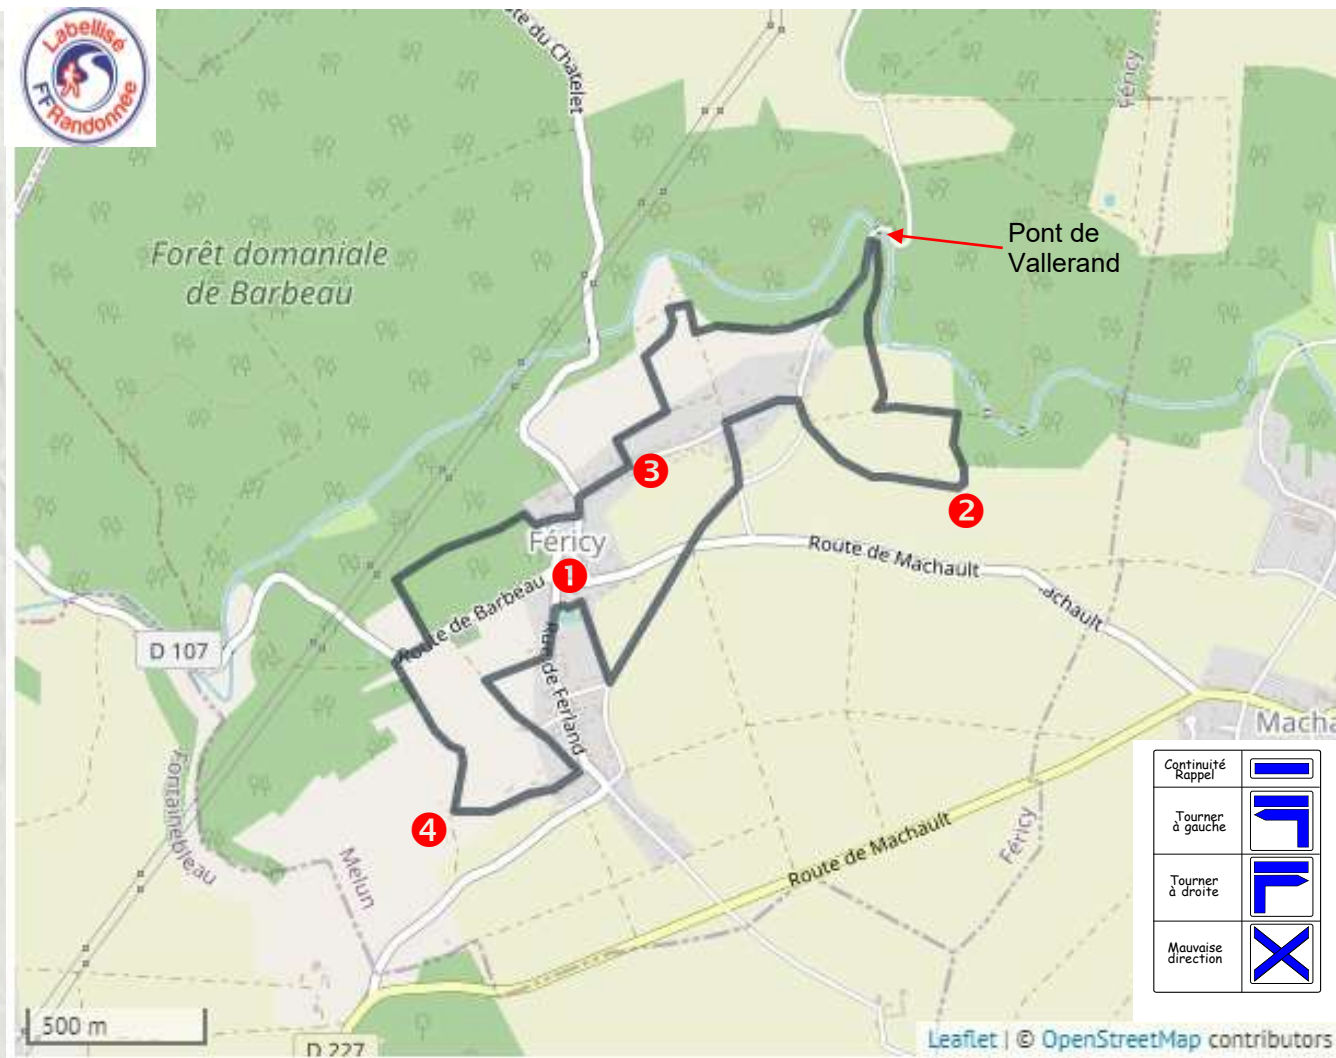 Labellisé
FFRandonnée
te du Chatelet
Féricy
Forêt domaniale
de Barbeau
Pont de
Vallerand
3
2
Féricy
1
Route de Machault
achault
Route de Barbeau
D 107
Rue de Ferland
Macha
Fontainebleau
Melun
4
Route de Machault
Féricy
Continuité
Rappel
Tourner
à gauche
Tourner
à droite
Mauvaise
direction
500 m
D 227
Leaflet | © OpenStreetMap contributors